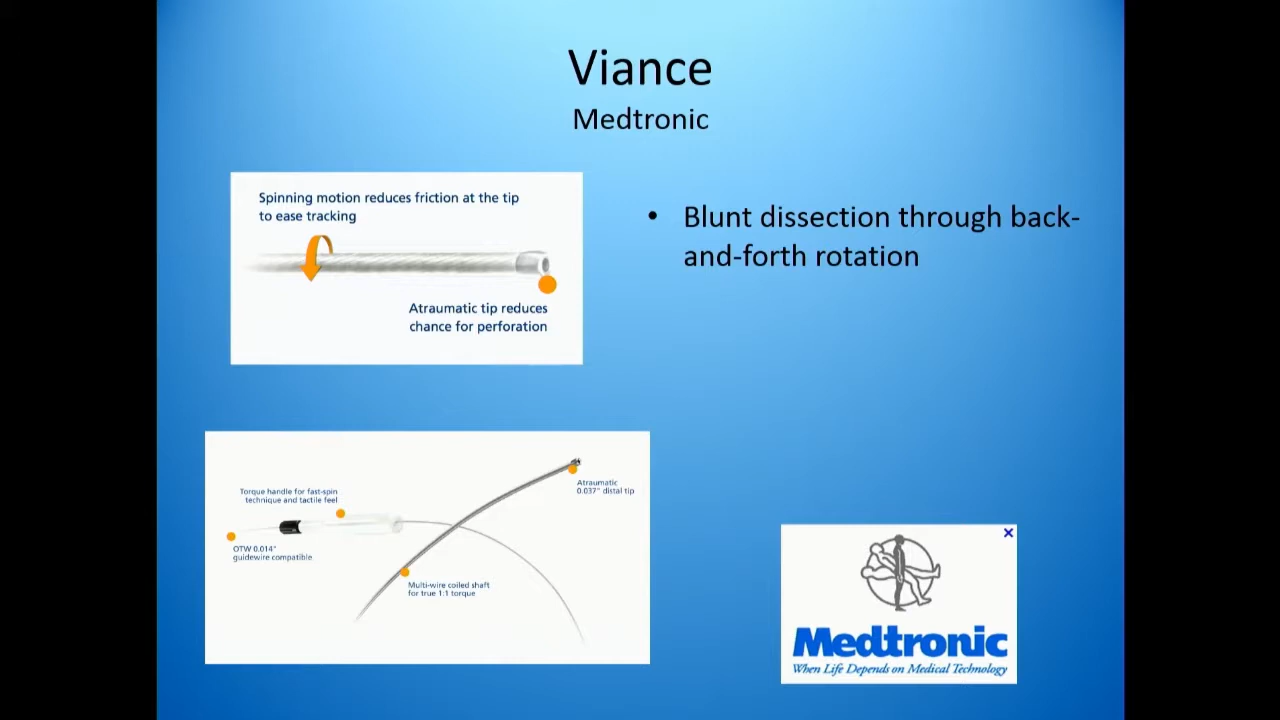 Viance
Medtronic
Spinning motion reduces friction at the tip
to ease tracking
Atraumatic tip reduces
chance for perforation
• Blunt dissection through back-
and-forth rotation
Torque handle for fast-spin
technique and tactile feel
OTW 0.014"
guidewire compatible
Atraumatic
0.037" distal tip
Multi-wire coiled shaft
for true 1:1 torque
Medtronic
When Life Depends on Medical Technology